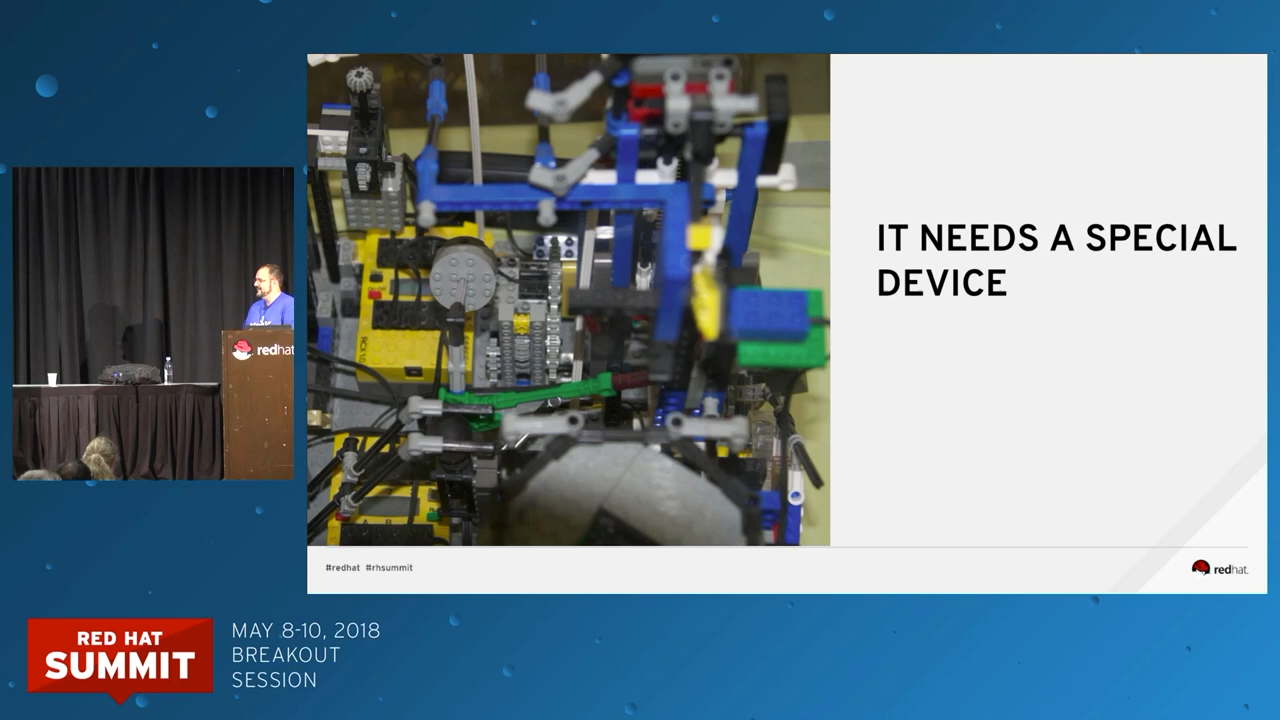 IT NEEDS A SPECIAL
DEVICE
#redhat #rhsummit
redhat.
redhat
RED HAT
SUMMIT
MAY 8-10, 2018
BREAKOUT
SESSION